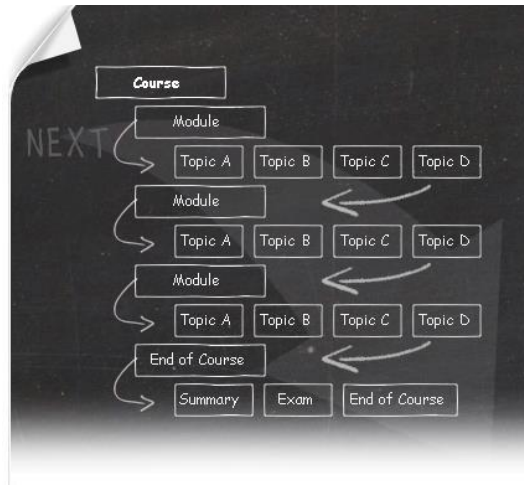 Course
Module
NEXT
Topic A Topic B Topic C Topic D
Module
Topic A Topic B Topic C Topic D
Module
Topic A Topic B Topic C Topic D
End of Course
Summary Exam End of Course